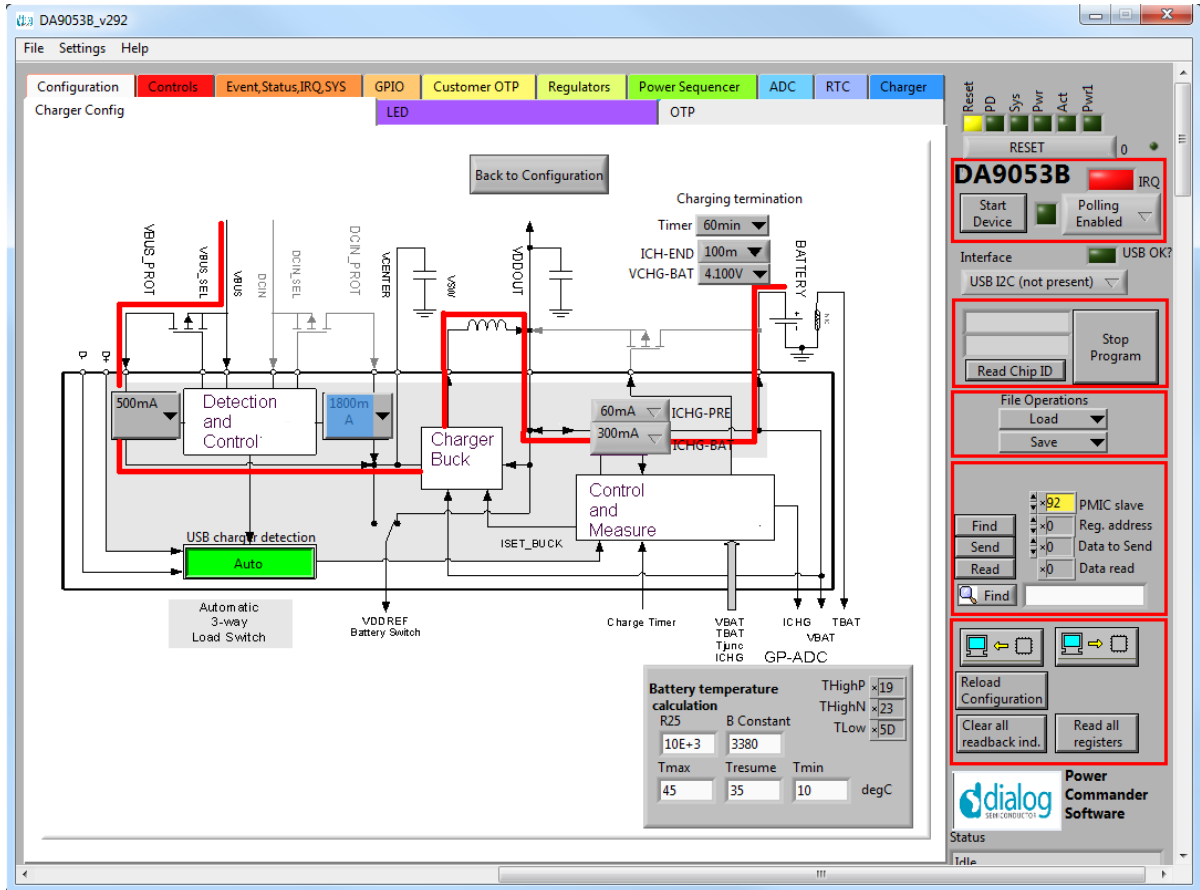 DA9053B_v292
File Settings Help
Configuration Controls Event,Status,IRQ,SYS GPIO Customer OTP Regulators Power Sequencer ADC RTC Charger
Charger Config LED OTP
Back to Configuration
Charging termination
Timer 60min
ICH-END 100m
VCHG-BAT 4.100V
VBUS_PROT
VBUS_SEL
VBUS
DCIN
DCIN_SEL
DCIN_PROT
VCENTER
VSW
VDDOUT
BATTERY
D-
D+
500mA
Detection
and
Control
1800m
A
Charger
Buck
60mA ICHG-PRE
300mA ICHG-BAT
Control
and
Measure
ISET_BUCK
USB charger detection
Auto
Automatic
3-way
Load Switch
VDDREF
Battery Switch
Charge Timer
VBAT
TBAT
Tjunc
ICHG
ICHG
VBAT
TBAT
GP-ADC
Battery temperature
calculation
THighP ×19
THighN ×23
TLow ×5D
R25 B Constant
10E+3 3380
Tmax Tresume Tmin
45 35 10 degC
Reset
PD
Sys
Pwr
Act
Pwr1
RESET 0
DA9053B IRQ
Start
Device
Polling
Enabled
Interface USB OK?
USB I2C (not present)
Read Chip ID
Stop
Program
File Operations
Load
Save
×92 PMIC slave
Find ×0 Reg. address
Send ×0 Data to Send
Read ×0 Data read
Find
Reload
Configuration
Clear all
readback ind.
Read all
registers
dialog
SEMICONDUCTOR
Power
Commander
Software
Status
Idle